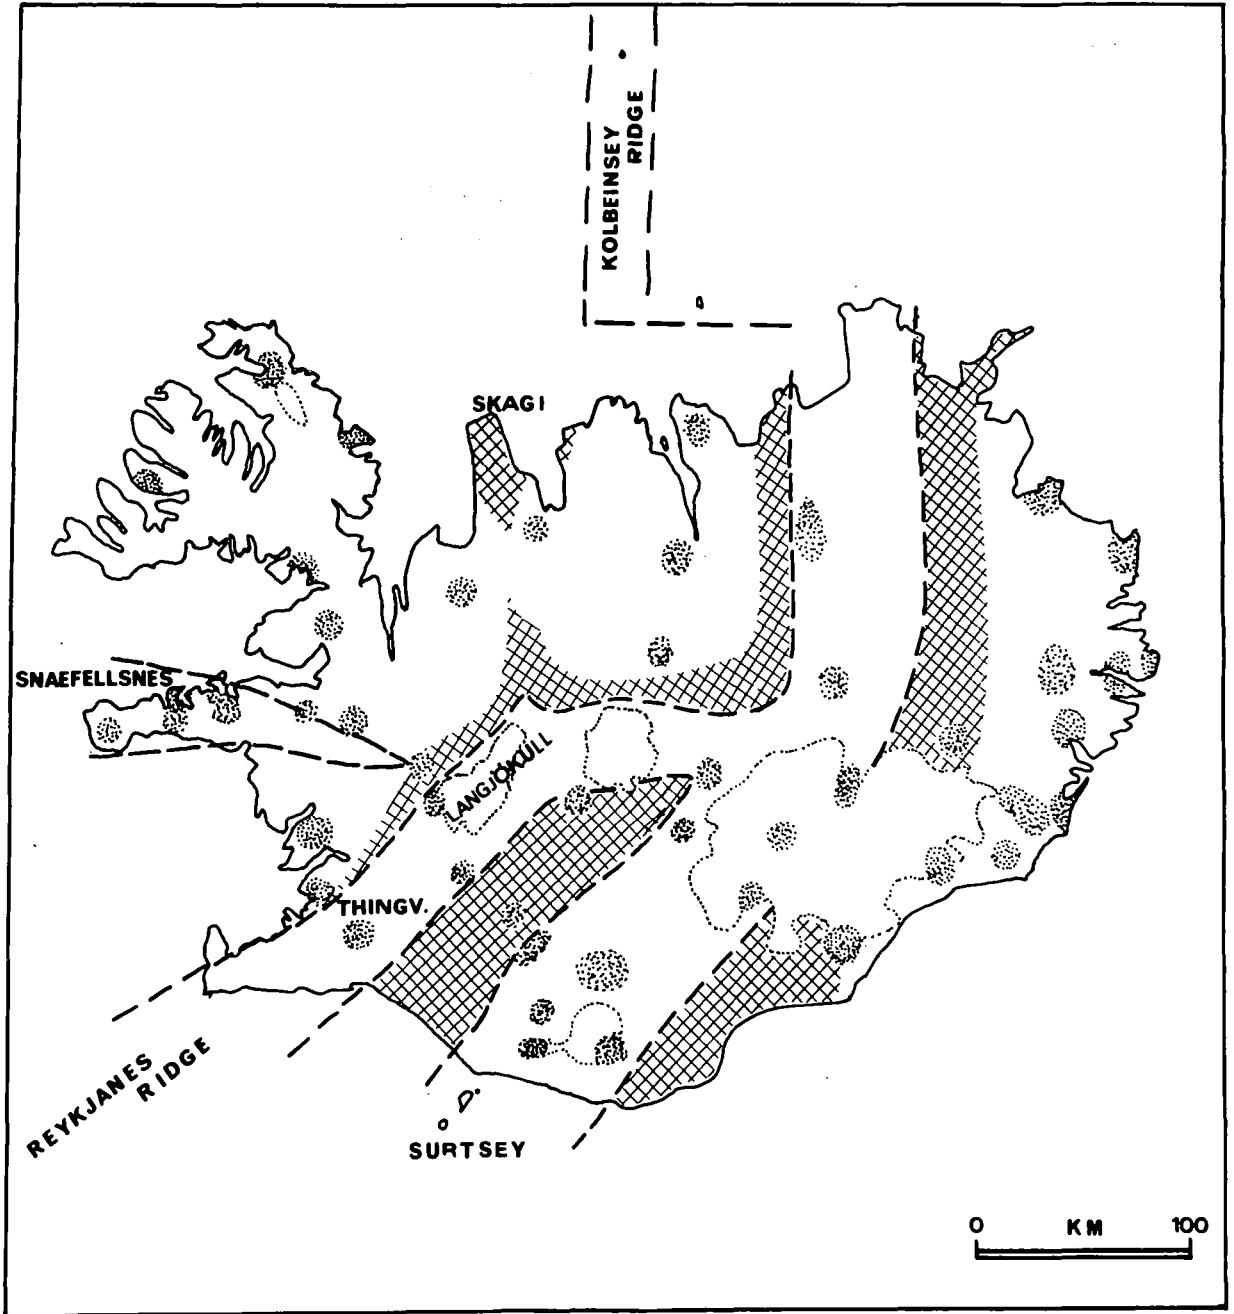 KOLBEINSEY
RIDGE
SKAGI
SNAEFELLSNES
LANGJÖKULL
THINGV.
REYKJANES
RIDGE
SURTSEY
0 KM 100